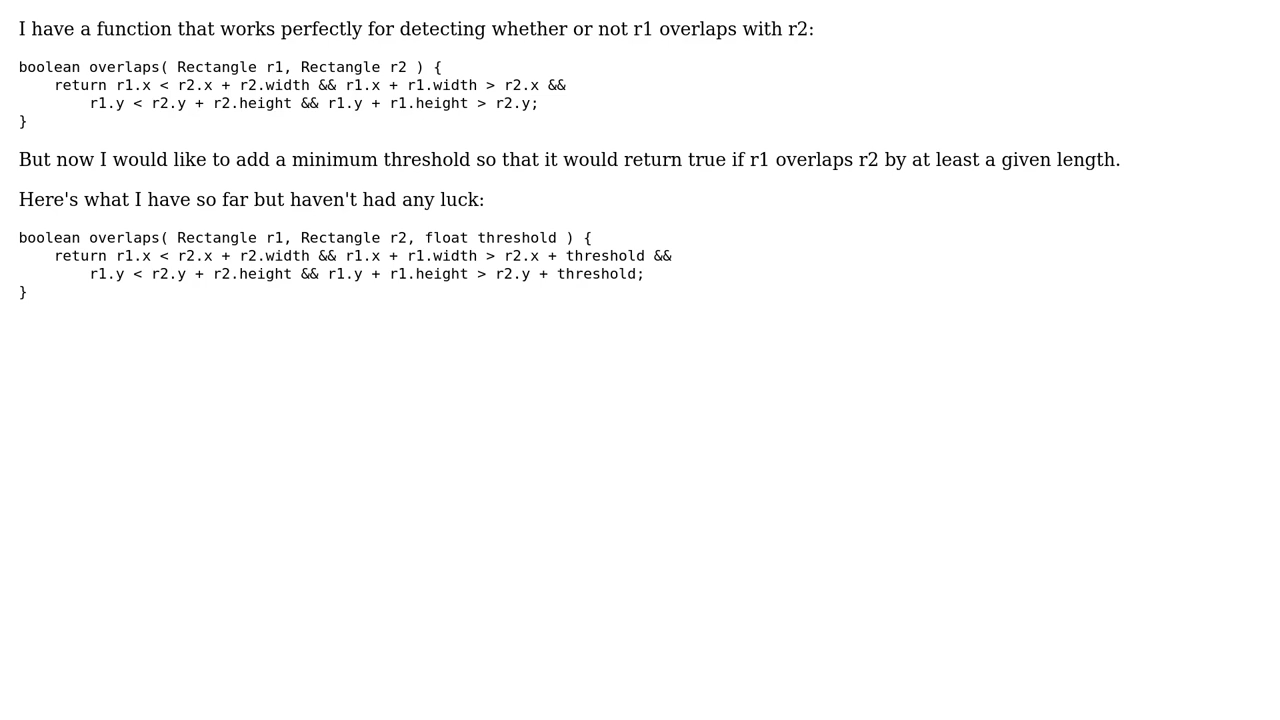 I have a function that works perfectly for detecting whether or not r1 overlaps with r2:
boolean overlaps( Rectangle r1, Rectangle r2 ) {
    return r1.x < r2.x + r2.width && r1.x + r1.width > r2.x &&
        r1.y < r2.y + r2.height && r1.y + r1.height > r2.y;
}
But now I would like to add a minimum threshold so that it would return true if r1 overlaps r2 by at least a given length.
Here's what I have so far but haven't had any luck:
boolean overlaps( Rectangle r1, Rectangle r2, float threshold ) {
    return r1.x < r2.x + r2.width && r1.x + r1.width > r2.x + threshold &&
        r1.y < r2.y + r2.height && r1.y + r1.height > r2.y + threshold;
}